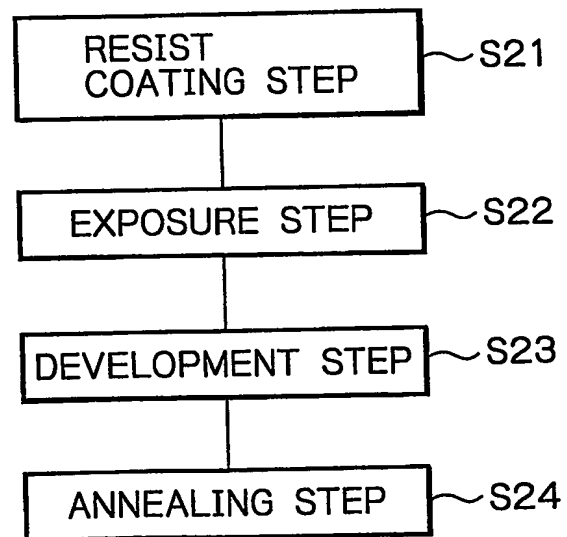 RESIST
COATING STEP
S21
EXPOSURE STEP
S22
DEVELOPMENT STEP
S23
ANNEALING STEP
S24